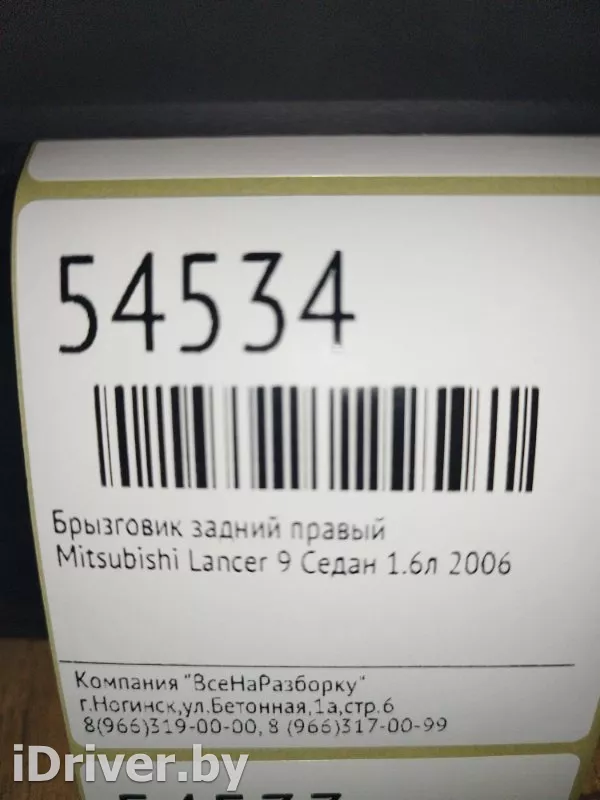 54534
Брызговик задний правый
Mitsubishi Lancer 9 Седан 1.6л 2006
Компания "ВсеНаРазборку"
г.Ногинск,ул.Бетонная,1а,стр.6
8(966)319-00-00, 8 (966)317-00-99
iDriver.by